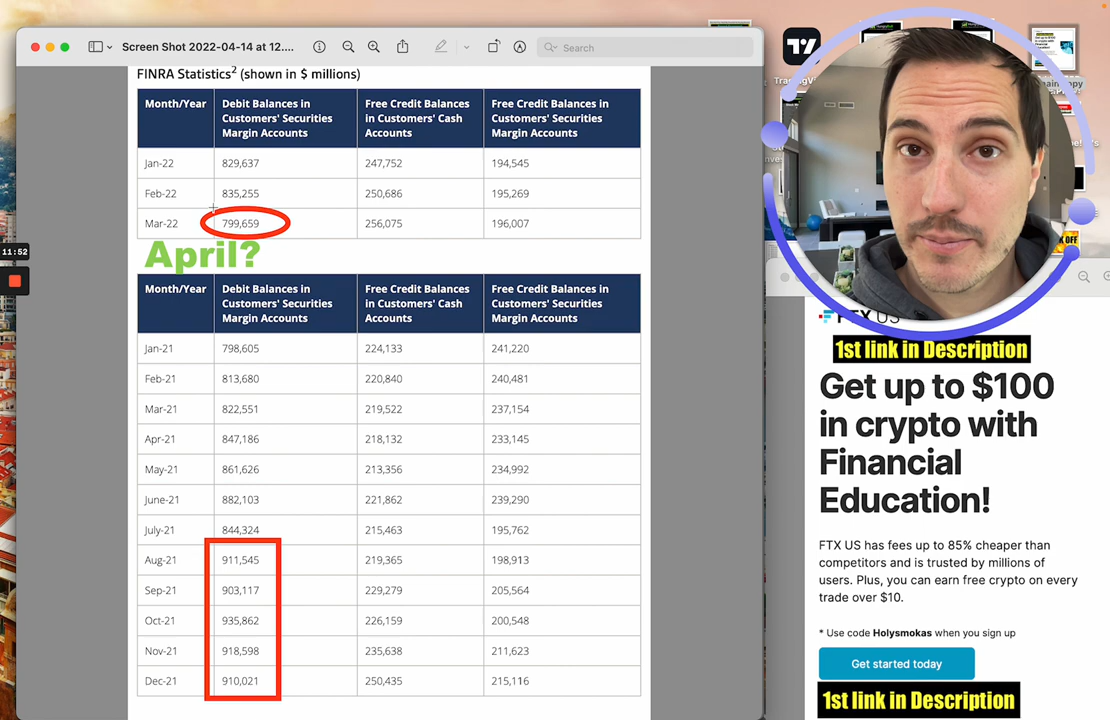 Screen Shot 2022-04-14 at 12....
Search
FINRA Statistics2 (shown in $ millions)
Month/Year
Debit Balances in
Customers' Securities
Margin Accounts
Free Credit Balances
in Customers' Cash
Accounts
Free Credit Balances in
Customers' Securities
Margin Accounts
Jan-22 829,637 247,752 194,545
Feb-22 835,255 250,686 195,269
Mar-22 799,659 256,075 196,007
April?
Month/Year
Debit Balances in
Customers' Securities
Margin Accounts
Free Credit Balances
in Customers' Cash
Accounts
Free Credit Balances in
Customers' Securities
Margin Accounts
Jan-21 798,605 224,133 241,220
Feb-21 813,680 220,840 240,481
Mar-21 822,551 219,522 237,154
Apr-21 847,186 218,132 233,145
May-21 861,626 213,356 234,992
June-21 882,103 221,862 239,290
July-21 844,324 215,463 195,762
Aug-21 911,545 219,365 198,913
Sep-21 903,117 229,279 205,564
Oct-21 935,862 226,159 200,548
Nov-21 918,598 235,638 211,623
Dec-21 910,021 250,435 215,116
11:52
FTX US
1st link in Description
Get up to $100
in crypto with
Financial
Education!
FTX US has fees up to 85% cheaper than
competitors and is trusted by millions of
users. Plus, you can earn free crypto on every
trade over $10.
* Use code Holysmokas when you sign up
Get started today
1st link in Description